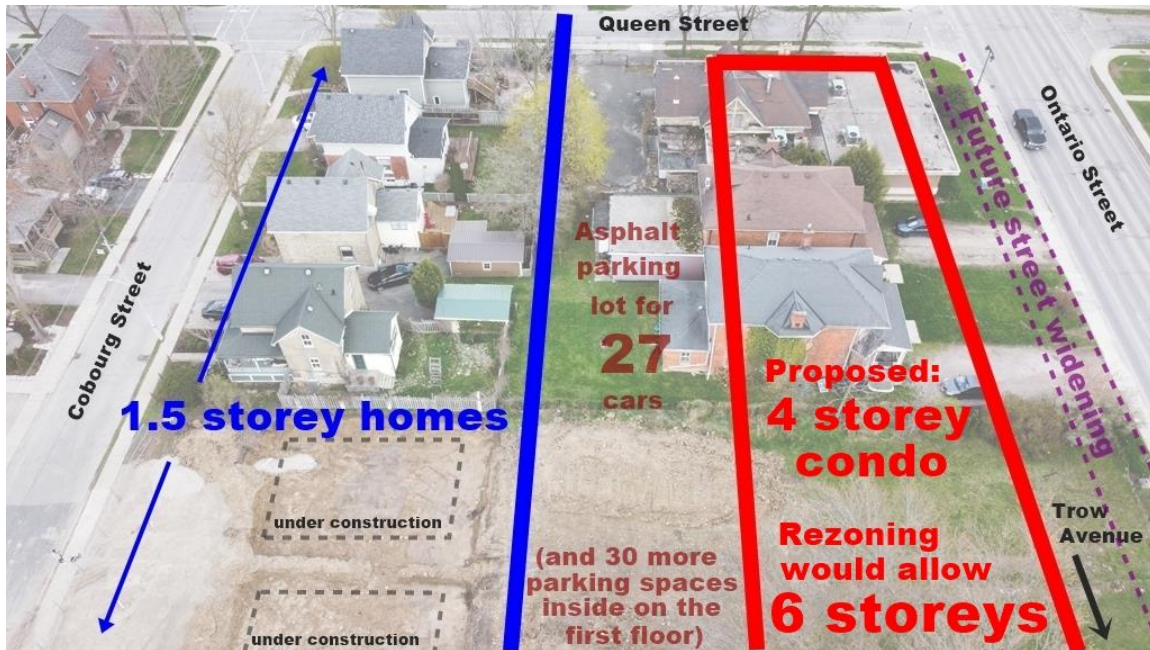 Queen Street
Ontario Street
Future street widening
Cobourg Street
Asphalt
parking
lot for
27
cars
1.5 storey homes
Proposed:
4 storey
condo
under construction
Trow
Avenue
Rezoning
would allow
6 storeys
(and 30 more
parking spaces
inside on the
first floor)
under construction